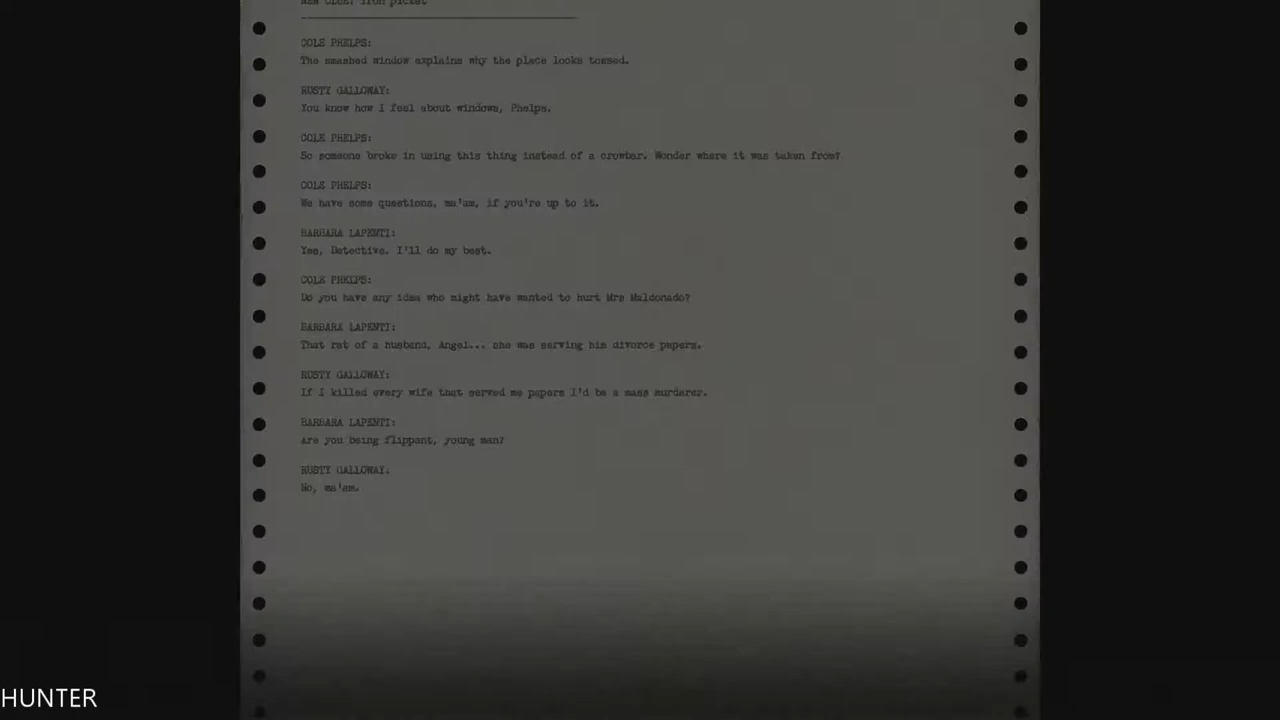 NEW CLUE: Iron picket
COLE PHELPS:
The smashed window explains why the place looks tossed.
RUSTY GALLOWAY:
You know how I feel about windows, Phelps.
COLE PHELPS:
So someone broke in using this thing instead of a crowbar. Wonder where it was taken from?
COLE PHELPS:
We have some questions, ma'am, if you're up to it.
BARBARA LAPENTI:
Yes, Detective. I'll do my best.
COLE PHELPS:
Do you have any idea who might have wanted to hurt Mrs Maldonado?
BARBARA LAPENTI:
That rat of a husband, Angel... she was serving his divorce papers.
RUSTY GALLOWAY:
If I killed every wife that served me papers I'd be a mass murderer.
BARBARA LAPENTI:
Are you being flippant, young man?
RUSTY GALLOWAY:
No, ma'am.
HUNTER